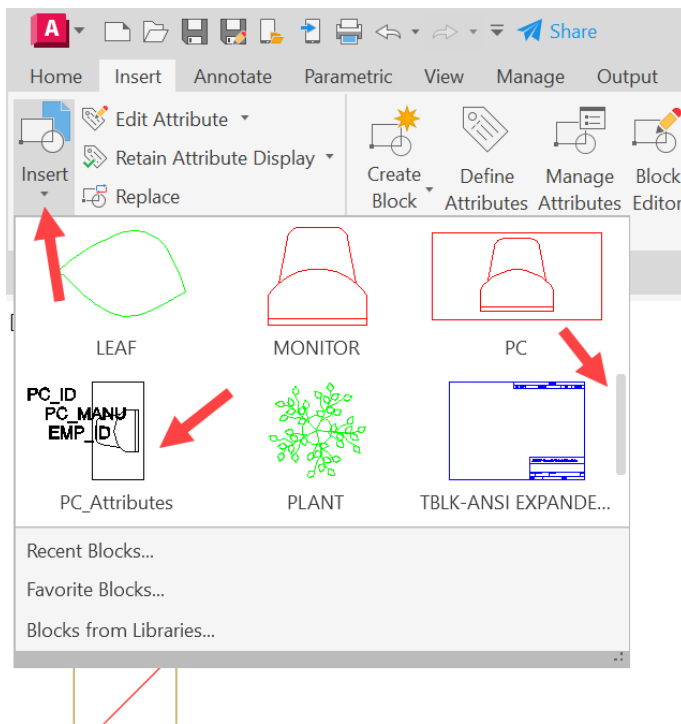 A
Share
Home Insert Annotate Parametric View Manage Output
Edit Attribute
Retain Attribute Display
Replace
Insert
Create Block
Define Attributes
Manage Attributes
Block Editor
LEAF MONITOR PC
PC_ID
PC_MANU
EMP_ID
PC_Attributes PLANT TBLK-ANSI EXPANDE...
Recent Blocks...
Favorite Blocks...
Blocks from Libraries...